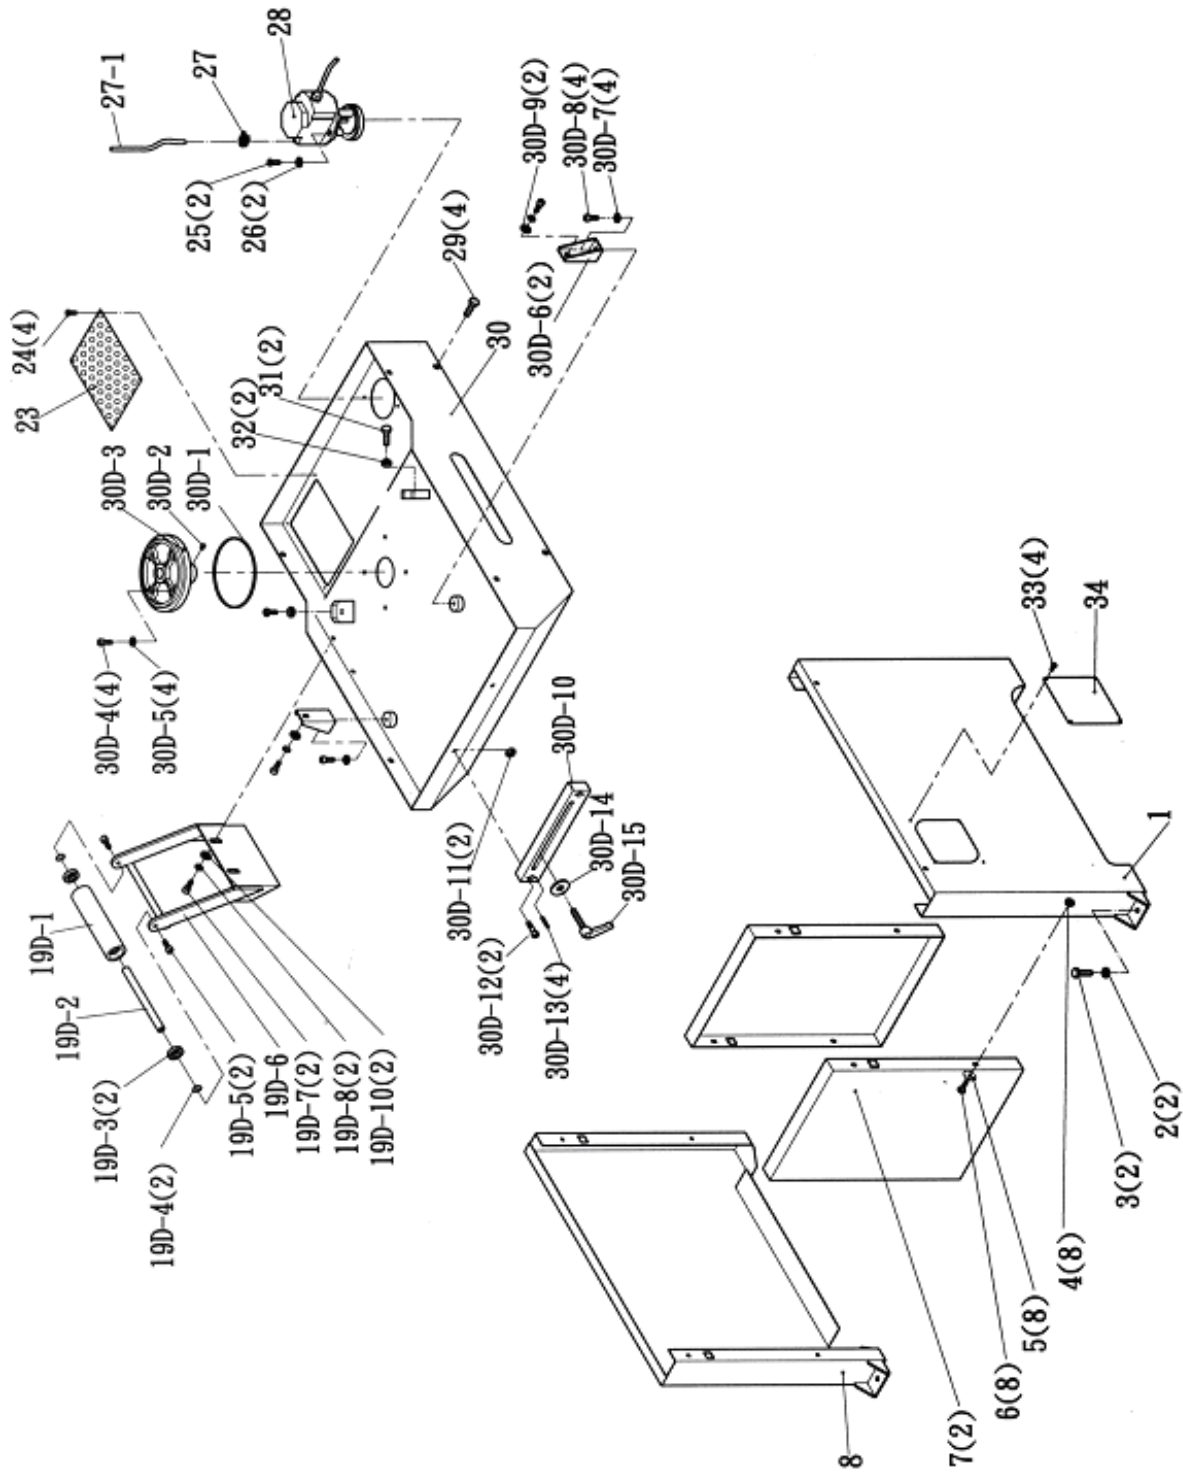 28
27-1
27
25(2)
26(2)
30D-9(2)
30D-8(4)
30D-7(4)
29(4)
30D-6(2)
30
31(2)
32(2)
24(4)
23
30D-3
30D-2
30D-1
30D-4(4)
30D-5(4)
30D-10
30D-14
30D-15
30D-11(2)
30D-12(2)
30D-13(4)
19D-1
19D-2
19D-3(2)
19D-4(2)
19D-5(2)
19D-6
19D-7(2)
19D-8(2)
19D-10(2)
33(4)
34
1
2(2)
3(2)
4(8)
5(8)
6(8)
7(2)
8